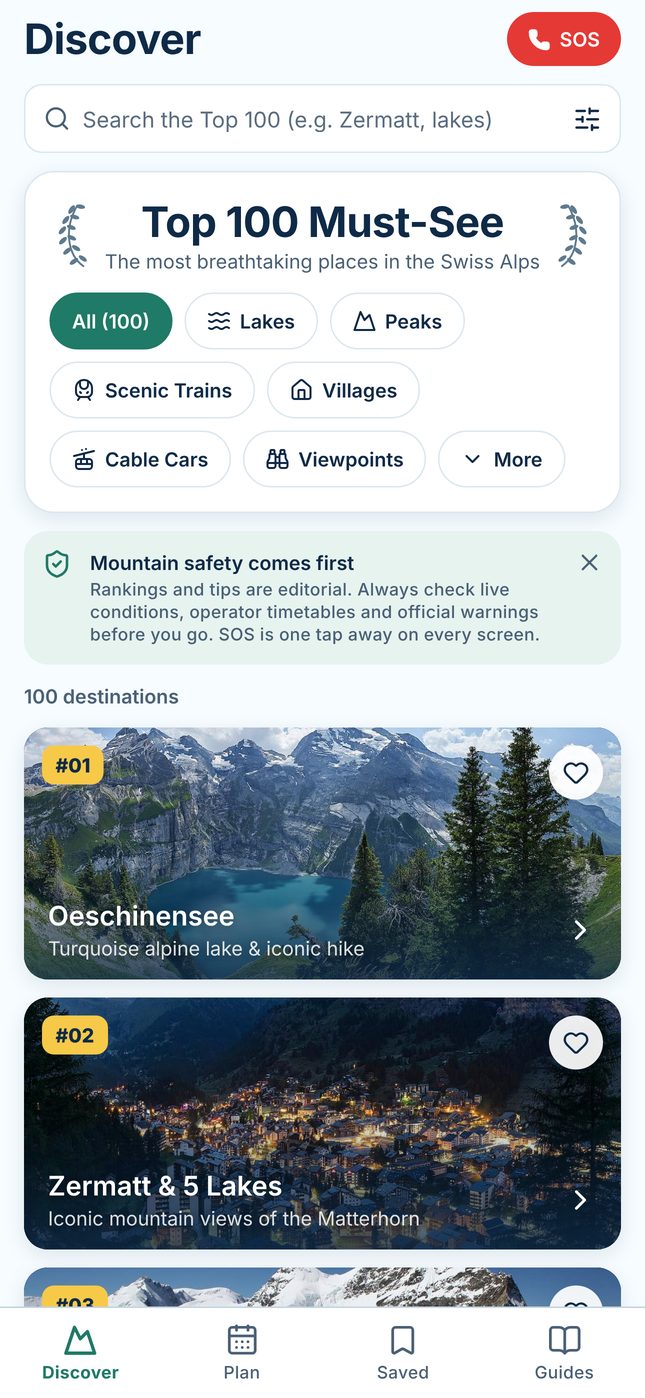 Discover
SOS
Search the Top 100 (e.g. Zermatt, lakes)
Top 100 Must-See
The most breathtaking places in the Swiss Alps
All (100)
Lakes
Peaks
Scenic Trains
Villages
Cable Cars
Viewpoints
More
Mountain safety comes first
Rankings and tips are editorial. Always check live
conditions, operator timetables and official warnings
before you go. SOS is one tap away on every screen.
100 destinations
#01
Oeschinensee
Turquoise alpine lake & iconic hike
#02
Zermatt & 5 Lakes
Iconic mountain views of the Matterhorn
#03
Discover
Plan
Saved
Guides